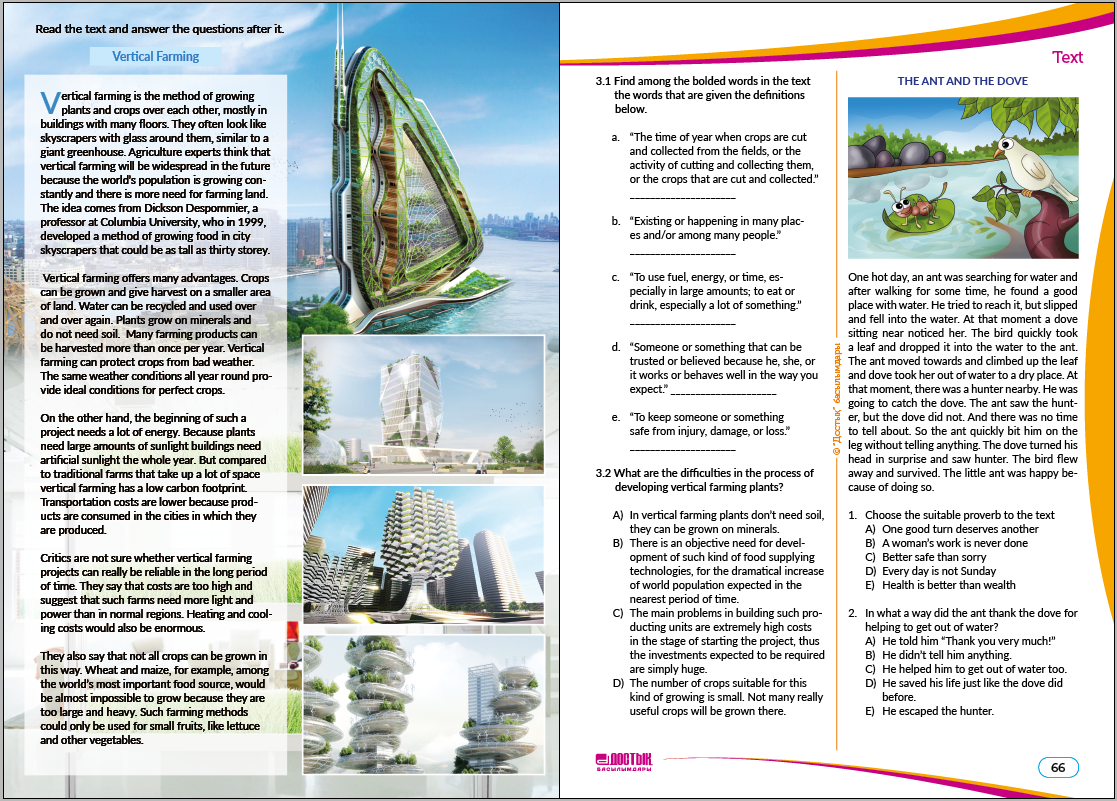 Read the text and answer the questions after it.
Vertical Farming
Vertical farming is the method of growing
plants and crops over each other, mostly in
buildings with many floors. They often look like
skyscrapers with glass around them, similar to a
giant greenhouse. Agriculture experts think that
vertical farming will be widespread in the future
because the world's population is growing con-
stantly and there is more need for farming land.
The idea comes from Dickson Despommier, a
professor at Columbia University, who in 1999,
developed a method of growing food in city
skyscrapers that could be as tall as thirty storey.
Vertical farming offers many advantages. Crops
can be grown and give harvest on a smaller area
of land. Water can be recycled and used over
and over again. Plants grow on minerals and
do not need soil. Many farming products can
be harvested more than once per year. Vertical
farming can protect crops from bad weather.
The same weather conditions all year round pro-
vide ideal conditions for perfect crops.
On the other hand, the beginning of such a
project needs a lot of energy. Because plants
need large amounts of sunlight buildings need
artificial sunlight the whole year. But compared
to traditional farms that take up a lot of space
vertical farming has a low carbon footprint.
Transportation costs are lower because prod-
ucts are consumed in the cities in which they
are produced.
Critics are not sure whether vertical farming
projects can really be reliable in the long period
of time. They say that costs are too high and
suggest that such farms need more light and
power than in normal regions. Heating and cool-
ing costs would also be enormous.
They also say that not all crops can be grown in
this way. Wheat and maize, for example, among
the world's most important food source, would
be almost impossible to grow because they are
too large and heavy. Such farming methods
could only be used for small fruits, like lettuce
and other vegetables.
Text
3.1 Find among the bolded words in the text
the words that are given the definitions
below.
a. "The time of year when crops are cut
and collected from the fields, or the
activity of cutting and collecting them,
or the crops that are cut and collected."
____________________
b. "Existing or happening in many plac-
es and/or among many people."
____________________
c. "To use fuel, energy, or time, es-
pecially in large amounts; to eat or
drink, especially a lot of something."
____________________
d. "Someone or something that can be
trusted or believed because he, she, or
it works or behaves well in the way you
expect." ____________________
e. "To keep someone or something
safe from injury, damage, or loss."
____________________
3.2 What are the difficulties in the process of
developing vertical farming plants?
A) In vertical farming plants don't need soil,
they can be grown on minerals.
B) There is an objective need for devel-
opment of such kind of food supplying
technologies, for the dramatical increase
of world population expected in the
nearest period of time.
C) The main problems in building such pro-
ducting units are extremely high costs
in the stage of starting the project, thus
the investments expected to be required
are simply huge.
D) The number of crops suitable for this
kind of growing is small. Not many really
useful crops will be grown there.
©"Достық" басылымдары
THE ANT AND THE DOVE
One hot day, an ant was searching for water and
after walking for some time, he found a good
place with water. He tried to reach it, but slipped
and fell into the water. At that moment a dove
sitting near noticed her. The bird quickly took
a leaf and dropped it into the water to the ant.
The ant moved towards and climbed up the leaf
and dove took her out of water to a dry place. At
that moment, there was a hunter nearby. He was
going to catch the dove. The ant saw the hunt-
er, but the dove did not. And there was no time
to tell about. So the ant quickly bit him on the
leg without telling anything. The dove turned his
head in surprise and saw hunter. The bird flew
away and survived. The little ant was happy be-
cause of doing so.
1. Choose the suitable proverb to the text
A) One good turn deserves another
B) A woman's work is never done
C) Better safe than sorry
D) Every day is not Sunday
E) Health is better than wealth
2. In what a way did the ant thank the dove for
helping to get out of water?
A) He told him "Thank you very much!"
B) He didn't tell him anything.
C) He helped him to get out of water too.
D) He saved his life just like the dove did
before.
E) He escaped the hunter.
ДОСТЫҚ
БАСЫЛЫМДАРЫ
66